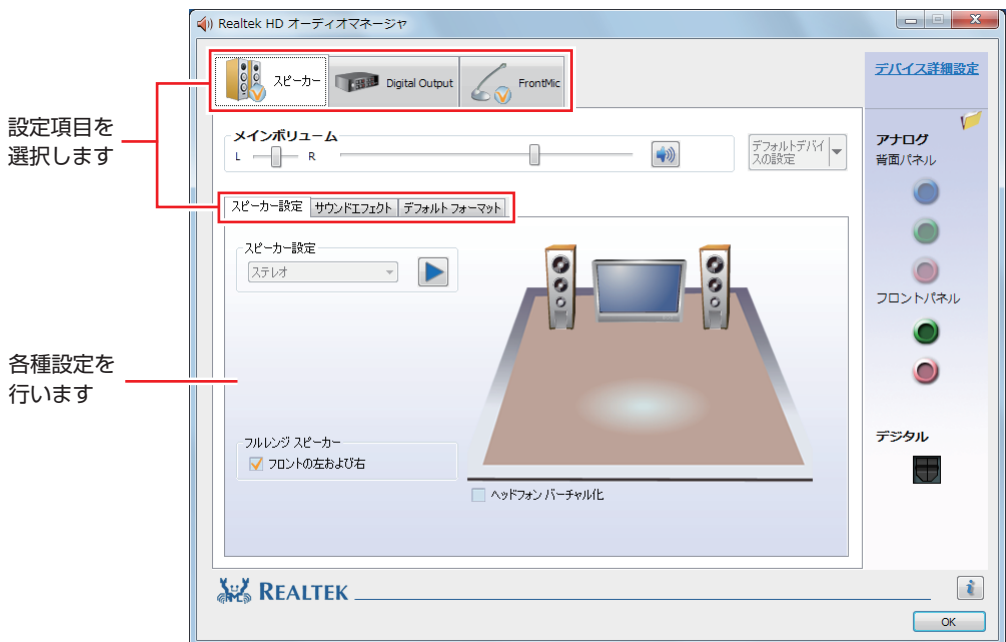 Realtek HD オーディオマネージャ
スピーカー
Digital Output
FrontMic
デバイス詳細設定
設定項目を
選択します
メインボリューム
L
R
デフォルトデバイ
スの設定
アナログ
背面パネル
スピーカー設定
サウンドエフェクト
デフォルト フォーマット
スピーカー設定
ステレオ
フロントパネル
各種設定を
行います
フルレンジ スピーカー
フロントの左および右
ヘッドフォン バーチャル化
デジタル
REALTEK
i
OK